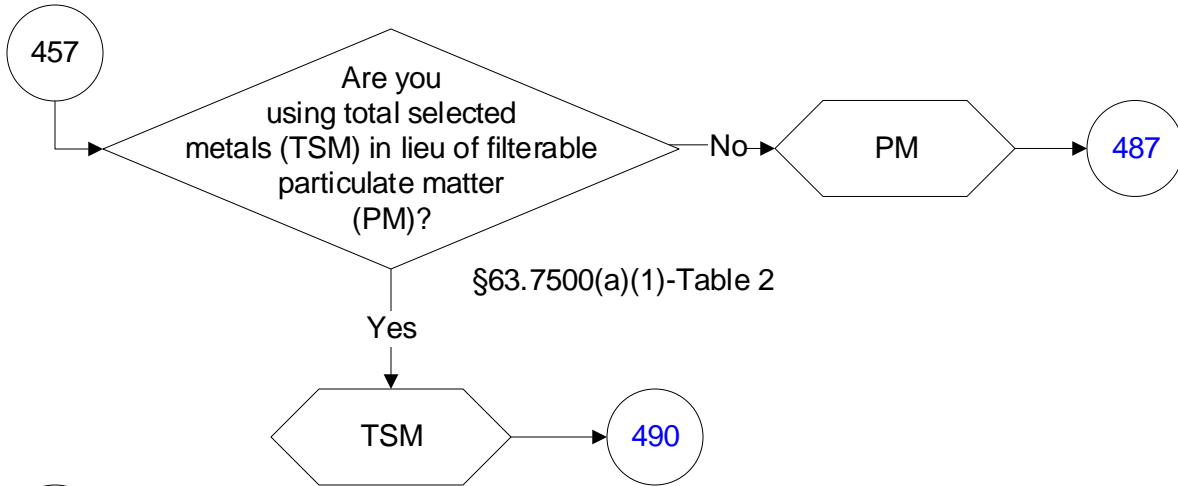 457
Are you
using total selected
metals (TSM) in lieu of filterable
particulate matter
(PM)?
No
PM
487
§63.7500(a)(1)-Table 2
Yes
TSM
490